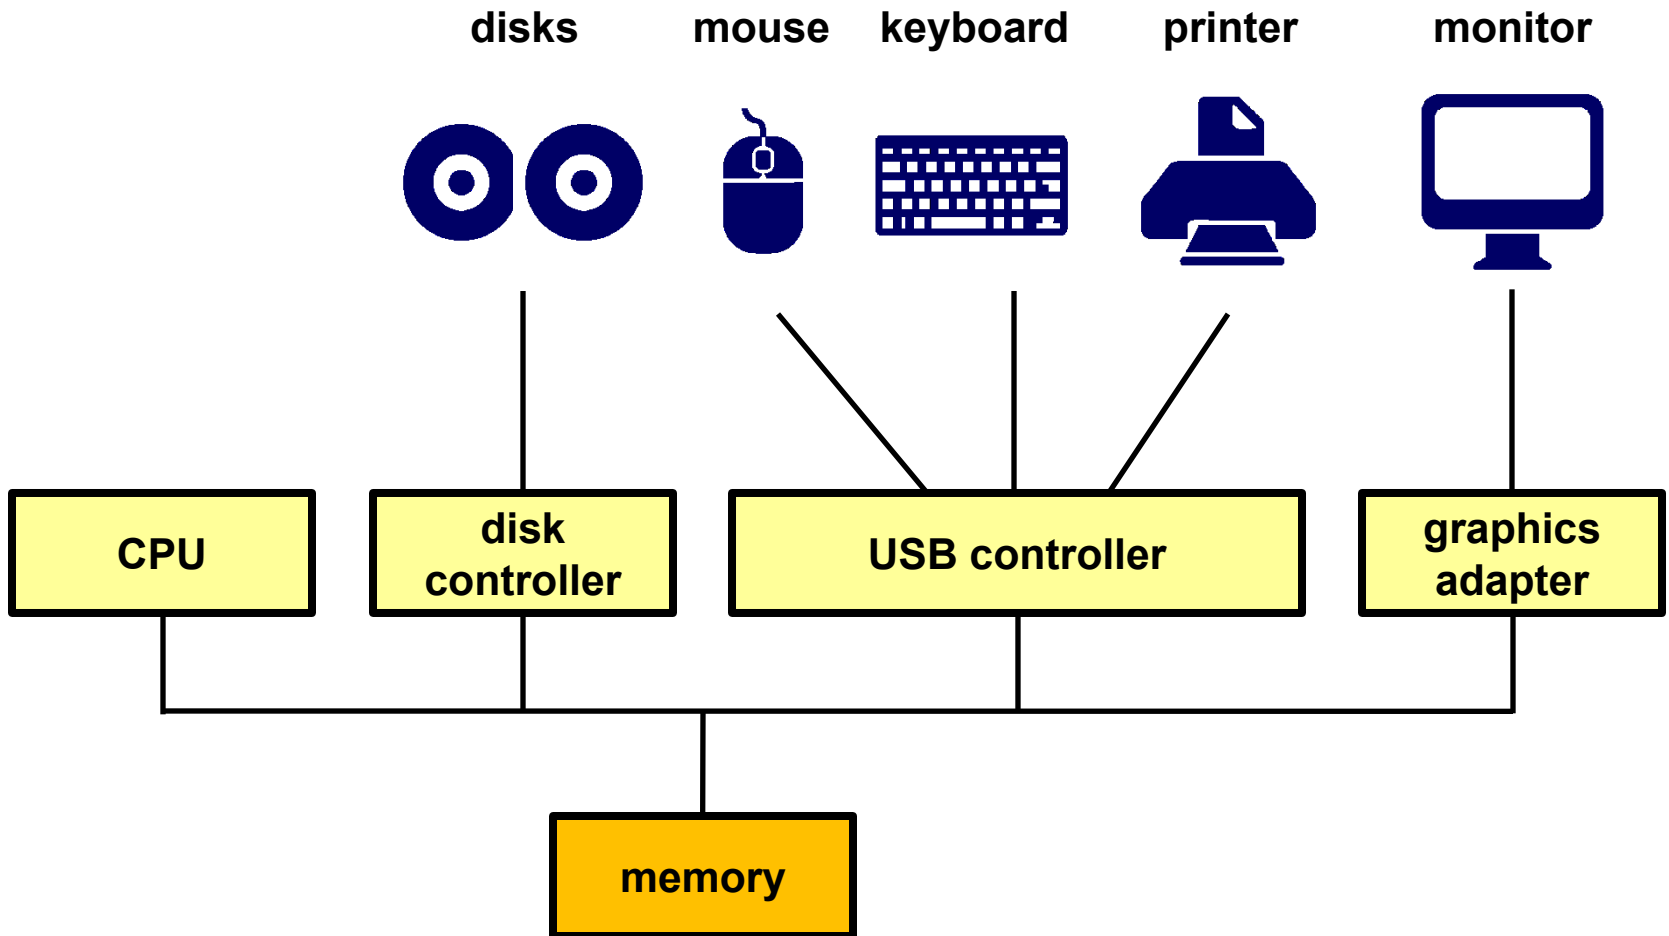 disks mouse keyboard printer monitor
CPU
disk
controller
USB controller
graphics
adapter
memory